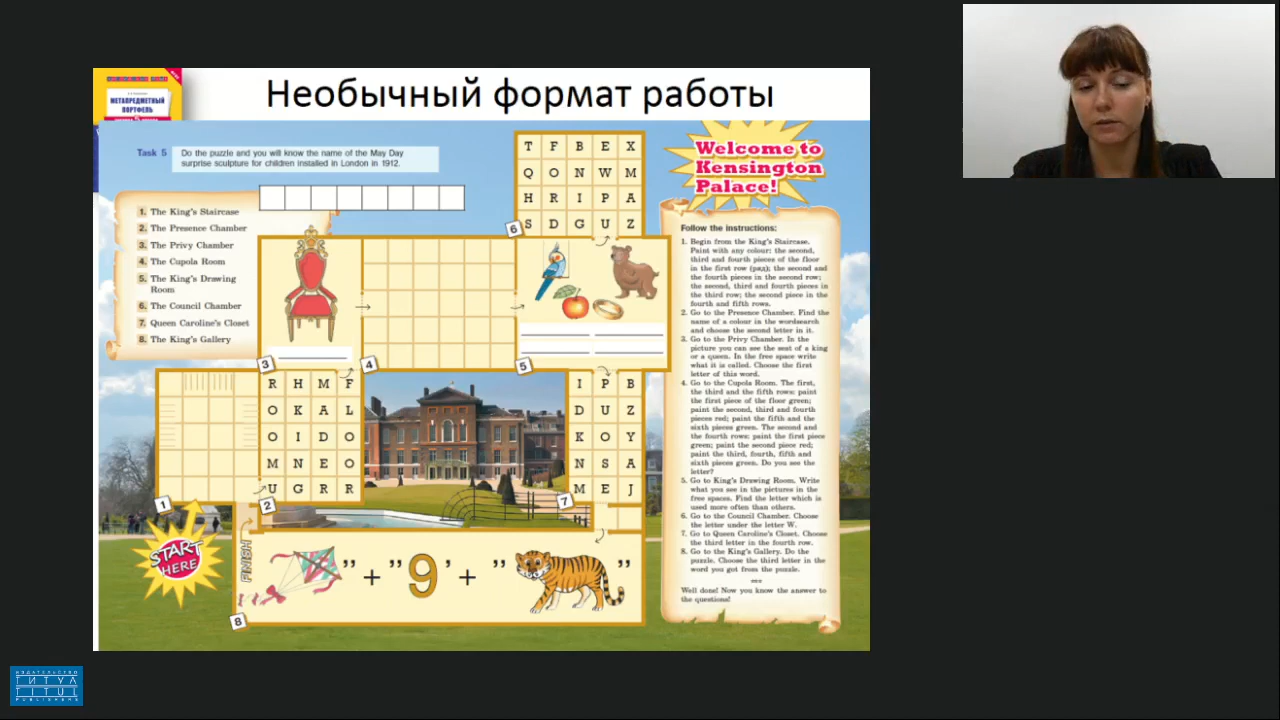 Необычный формат работы
МЕТАПРЕДМЕТНЫЙ
ПОРТФЕЛЬ
Task 5
Do the puzzle and you will know the name of the May Day
surprise sculpture for children installed in London in 1912.
1. The King's Staircase
2. The Presence Chamber
3. The Privy Chamber
4. The Cupola Room
5. The King's Drawing
Room
6. The Council Chamber
7. Queen Caroline's Closet
8. The King's Gallery
T F B E X
Q O N W M
H R I P A
S D G U Z
6
3
4
5
R H M F
O K A L
O I D O
M N E O
U G R R
1
2
I P B
D U Z
K O Y
N S A
M E J
7
START
HERE
FINISH
” + ” 9 ’ + ” ”
8
Welcome to
Kensington
Palace!
Follow the instructions:
1. Begin from the King's Staircase.
Paint with any colour: the second,
third and fourth pieces of the floor
in the first row (ряд); the second and
the fourth pieces in the second row;
the second, third and fourth pieces in
the third row; the second piece in the
fourth and fifth rows.
2. Go to the Presence Chamber. Find the
name of a colour in the wordsearch
and choose the second letter in it.
3. Go to the Privy Chamber. In the
picture you can see the seat of a king
or a queen. In the free space write
what it is called. Choose the first
letter of this word.
4. Go to the Cupola Room. The first,
the third and the fifth rows: paint
the first piece of the floor green;
paint the second, third and fourth
pieces red; paint the fifth and the
sixth pieces green. The second and
the fourth rows: paint the first piece
green; paint the second piece red;
paint the third, fourth, fifth and
sixth pieces green. Do you see the
letter?
5. Go to King's Drawing Room. Write
what you see in the pictures in the
free spaces. Find the letter which is
used more often than others.
6. Go to the Council Chamber. Choose
the letter under the letter W.
7. Go to Queen Caroline's Closet. Choose
the third letter in the fourth row.
8. Go to the King's Gallery. Do the
puzzle. Choose the third letter in the
word you got from the puzzle.
Well done! Now you know the answer to
the questions!
ИЗДАТЕЛЬСТВО
ТИТУЛ
TITUL
PUBLISHERS